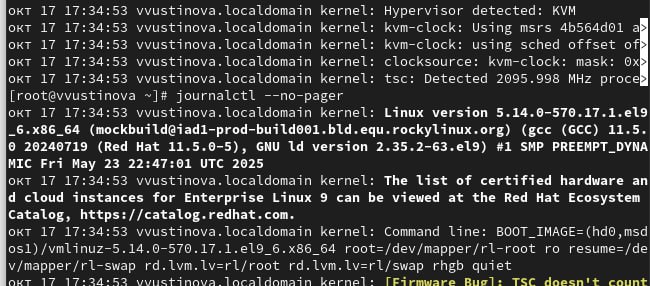 окт 17 17:34:53 vvustinova.localdomain kernel: Hypervisor detected: KVM
окт 17 17:34:53 vvustinova.localdomain kernel: kvm-clock: Using msrs 4b564d01 a>
окт 17 17:34:53 vvustinova.localdomain kernel: kvm-clock: using sched offset of>
окт 17 17:34:53 vvustinova.localdomain kernel: clocksource: kvm-clock: mask: 0x>
окт 17 17:34:53 vvustinova.localdomain kernel: tsc: Detected 2095.998 MHz proce>
[root@vvustinova ~]# journalctl --no-pager
окт 17 17:34:53 vvustinova.localdomain kernel: Linux version 5.14.0-570.17.1.el9
_6.x86_64 (mockbuild@iad1-prod-build001.bld.equ.rockylinux.org) (gcc (GCC) 11.5.
0 20240719 (Red Hat 11.5.0-5), GNU ld version 2.35.2-63.el9) #1 SMP PREEMPT_DYNA
MIC Fri May 23 22:47:01 UTC 2025
окт 17 17:34:53 vvustinova.localdomain kernel: The list of certified hardware an
d cloud instances for Enterprise Linux 9 can be viewed at the Red Hat Ecosystem
Catalog, https://catalog.redhat.com.
окт 17 17:34:53 vvustinova.localdomain kernel: Command line: BOOT_IMAGE=(hd0,msd
os1)/vmlinuz-5.14.0-570.17.1.el9_6.x86_64 root=/dev/mapper/rl-root ro resume=/de
v/mapper/rl-swap rd.lvm.lv=rl/root rd.lvm.lv=rl/swap rhgb quiet
окт 17 17:34:53 vvustinova.localdomain kernel: [Firmware Bug]: TSC doesn't count